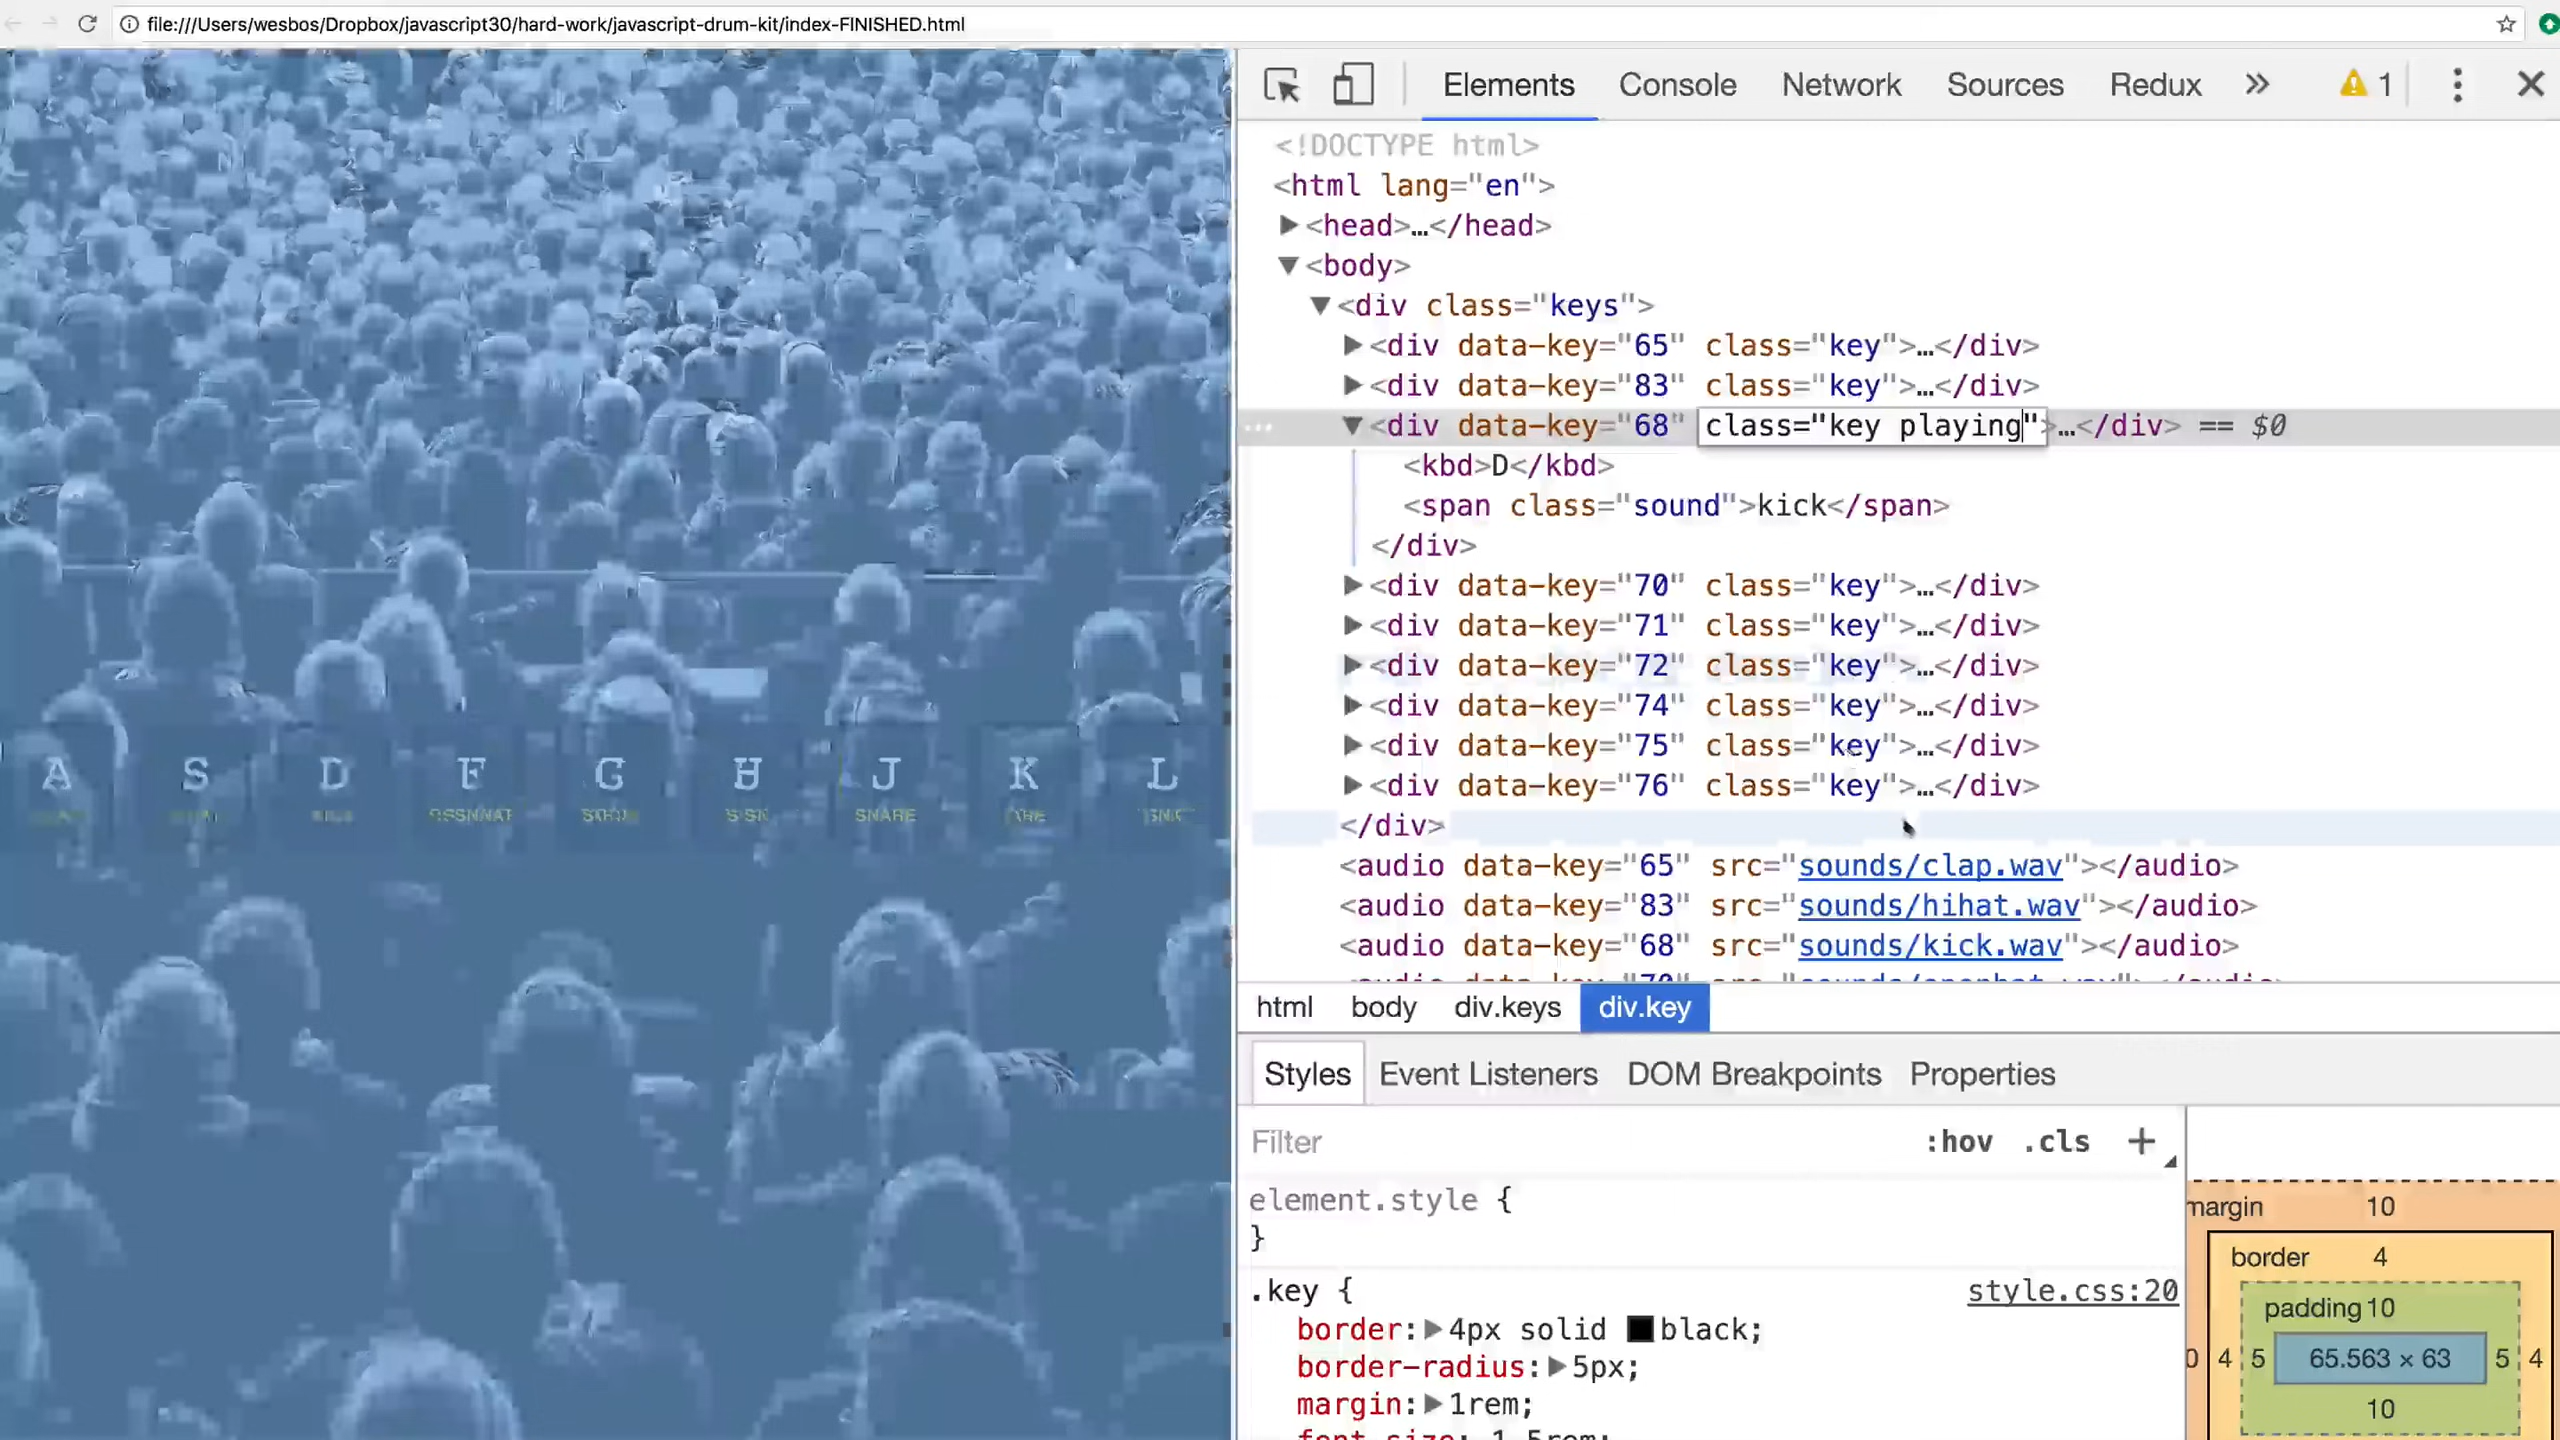 file:///Users/wesbos/Dropbox/javascript30/hard-work/javascript-drum-kit/index-FINISHED.html
Elements Console Network Sources Redux » 1
<!DOCTYPE html>
<html lang="en">
▶<head>…</head>
▼<body>
▼<div class="keys">
▶<div data-key="65" class="key">…</div>
▶<div data-key="83" class="key">…</div>
… ▼<div data-key="68" class="key playing">…</div> == $0
<kbd>D</kbd>
<span class="sound">kick</span>
</div>
▶<div data-key="70" class="key">…</div>
▶<div data-key="71" class="key">…</div>
▶<div data-key="72" class="key">…</div>
▶<div data-key="74" class="key">…</div>
▶<div data-key="75" class="key">…</div>
▶<div data-key="76" class="key">…</div>
</div>
<audio data-key="65" src="sounds/clap.wav"></audio>
<audio data-key="83" src="sounds/hihat.wav"></audio>
<audio data-key="68" src="sounds/kick.wav"></audio>
html body div.keys div.key
Styles Event Listeners DOM Breakpoints Properties
Filter :hov .cls +
element.style {
}
.key { style.css:20
border:▶4px solid black;
border-radius:▶5px;
margin:▶1rem;
font-size: 1.5rem;
margin 10
border 4
padding 10
0 4 5 65.563 × 63 5 4
10
A S D F G H J K L
SNARE